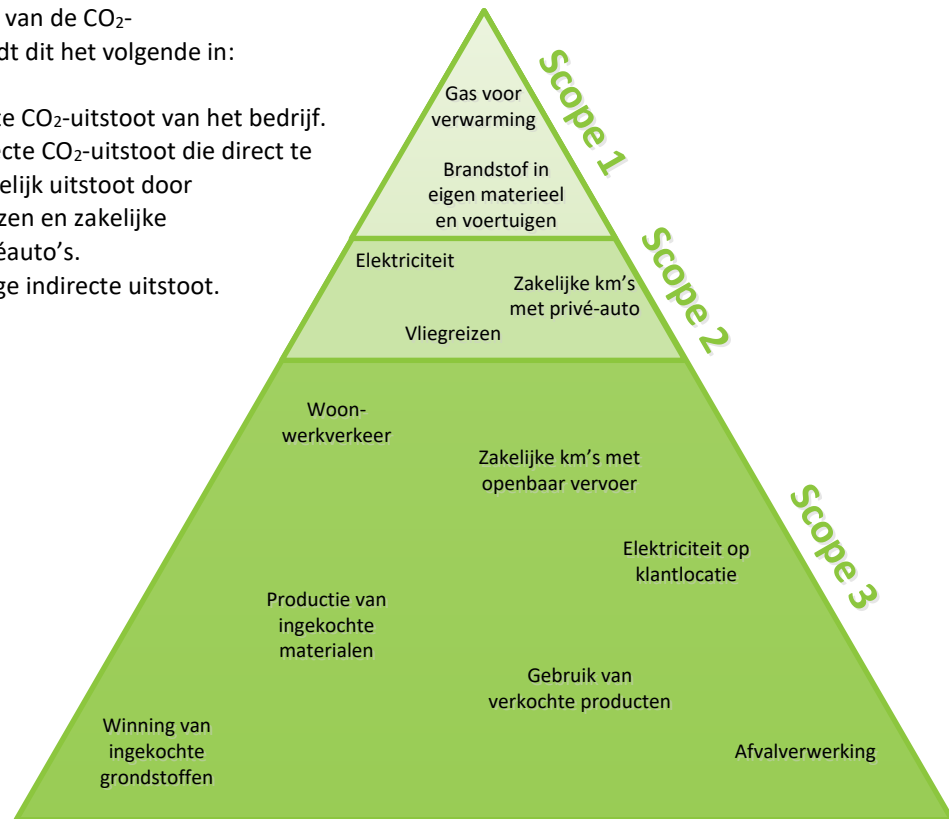 van de CO2-
dt dit het volgende in:
te CO2-uitstoot van het bedrijf.
ecte CO2-uitstoot die direct te
elijk uitstoot door
zen en zakelijke
éauto's.
ge indirecte uitstoot.
Scope 1
Gas voor
verwarming
Brandstof in
eigen materieel
en voertuigen
Scope 2
Elektriciteit
Zakelijke km's
met privé-auto
Vliegreizen
Scope 3
Woon-
werkverkeer
Zakelijke km's met
openbaar vervoer
Elektriciteit op
klantlocatie
Productie van
ingekochte
materialen
Gebruik van
verkochte producten
Winning van
ingekochte
grondstoffen
Afvalverwerking